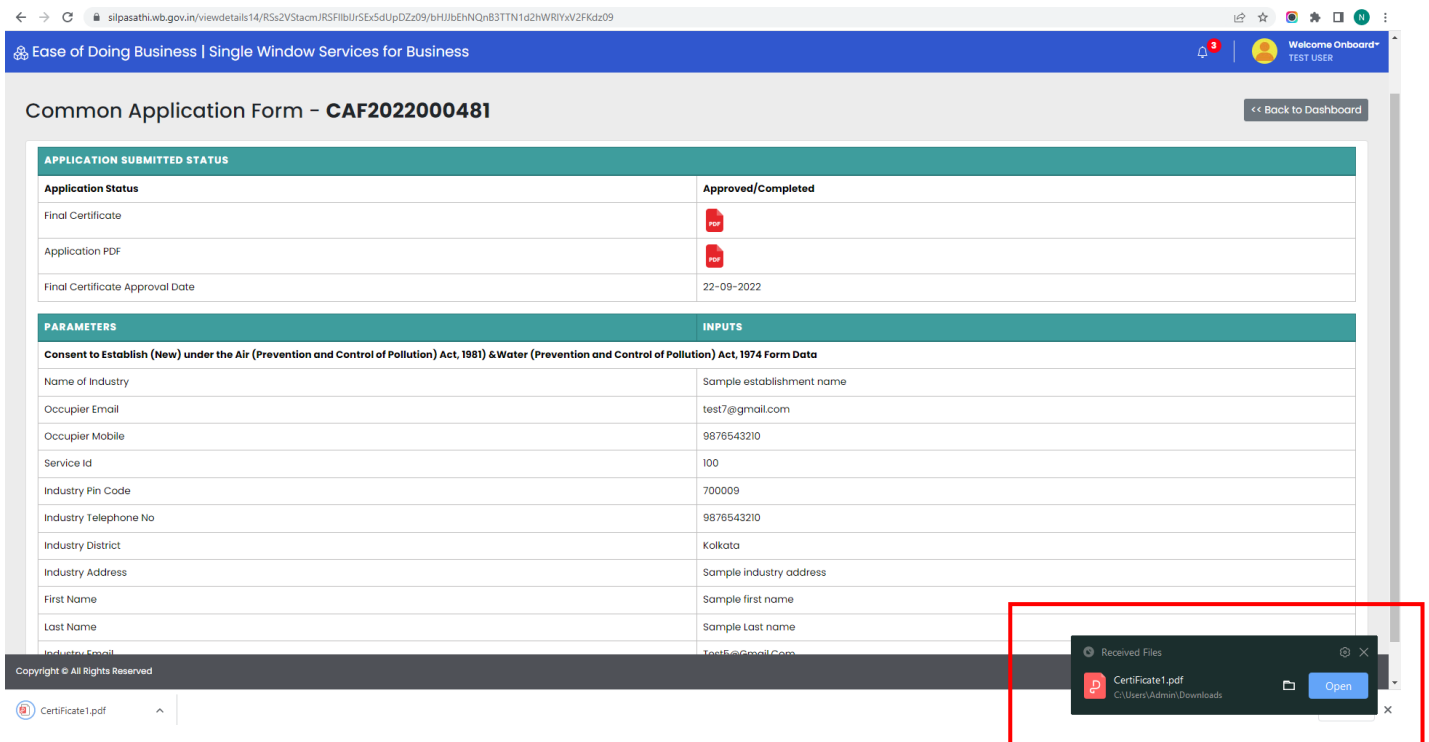 silpasathi.wb.gov.in/viewdetails14/RSs2VStacmJRSFlIblJrSEx5dUpDZz09/bHJJbEhNQnB3TTN1d2hWRlYxV2FKdz09
N
Ease of Doing Business | Single Window Services for Business
3
Welcome Onboard
TEST USER
Common Application Form - CAF2022000481
<< Back to Dashboard
APPLICATION SUBMITTED STATUS
Application Status Approved/Completed
Final Certificate PDF
Application PDF PDF
Final Certificate Approval Date 22-09-2022
PARAMETERS INPUTS
Consent to Establish (New) under the Air (Prevention and Control of Pollution) Act, 1981) &Water (Prevention and Control of Pollution) Act, 1974 Form Data
Name of Industry Sample establishment name
Occupier Email test7@gmail.com
Occupier Mobile 9876543210
Service Id 100
Industry Pin Code 700009
Industry Telephone No 9876543210
Industry District Kolkata
Industry Address Sample industry address
First Name Sample first name
Last Name Sample Last name
Industry Email Test5@Gmail.Com
Copyright © All Rights Reserved
Received Files
CertiFicate1.pdf
C:\Users\Admin\Downloads
Open
CertiFicate1.pdf